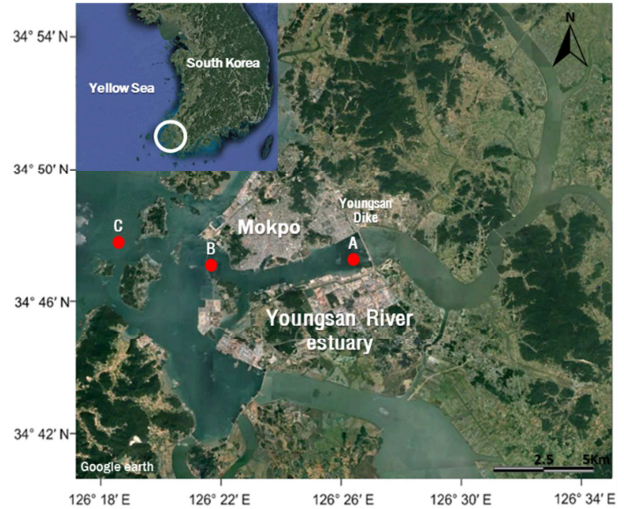 34° 54' N
34° 50' N
34° 46' N
34° 42' N
South Korea
Yellow Sea
N
C
B
A
Mokpo
Youngsan
Dike
Youngsan River
estuary
Google earth
2.5 5Km
126° 18' E 126° 22' E 126° 26' E 126° 30' E 126° 34' E